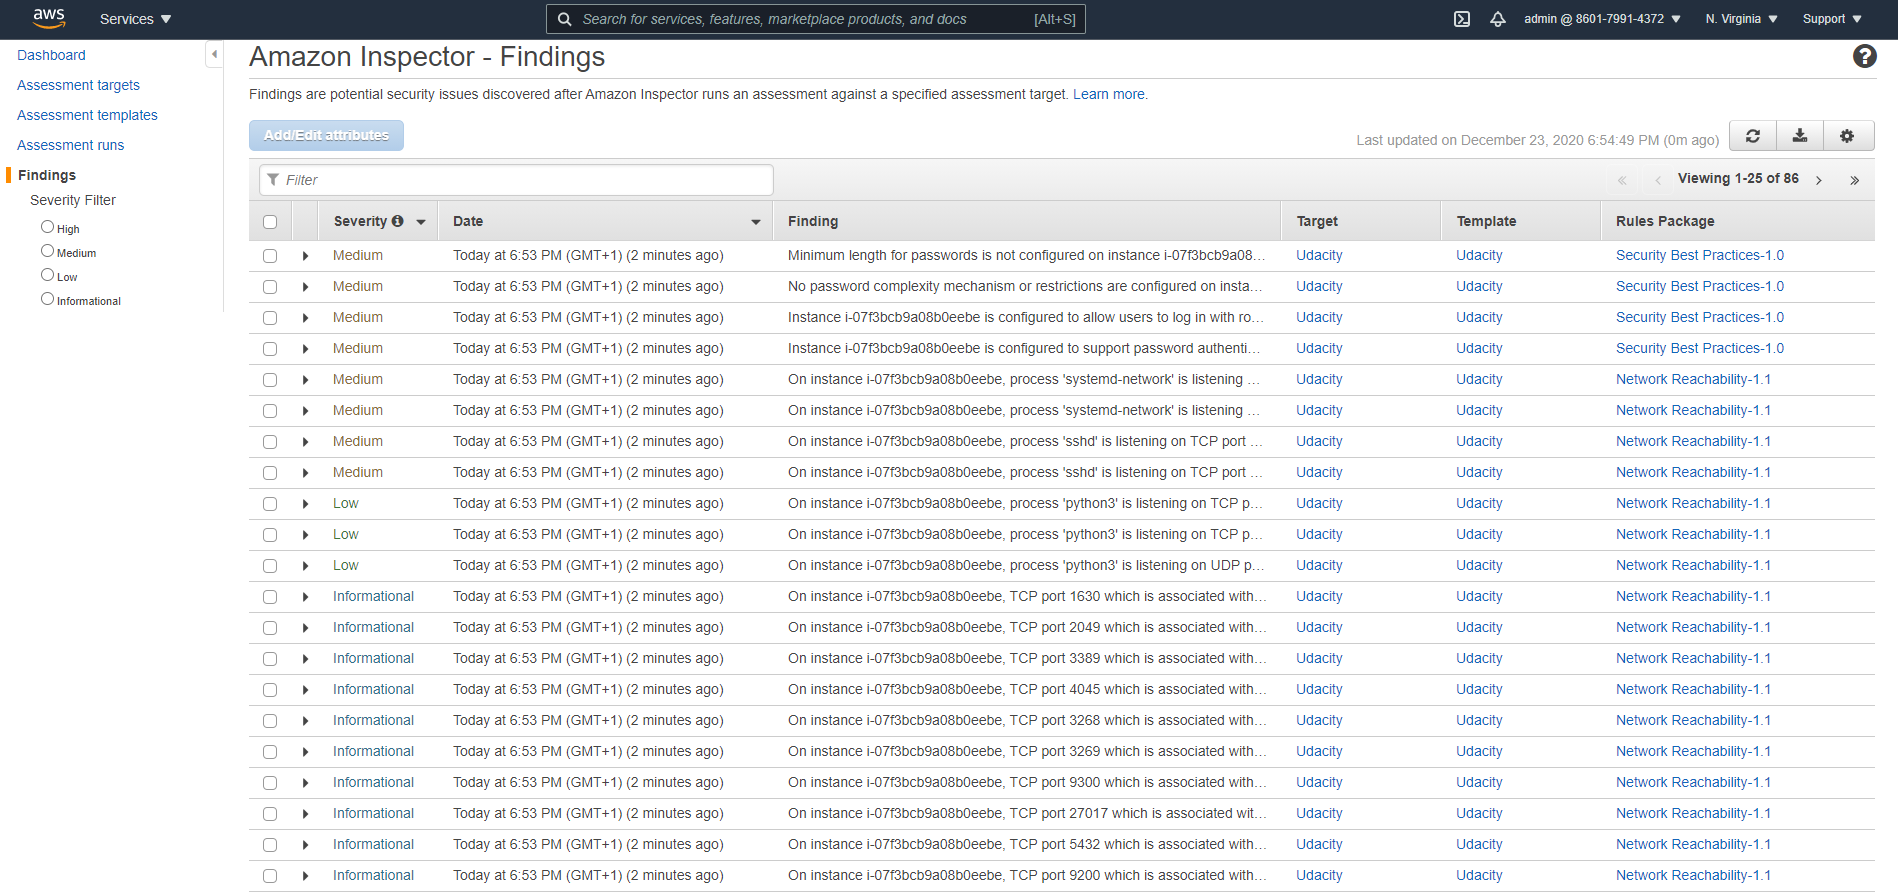 aws Services Search for services, features, marketplace products, and docs [Alt+S] admin @ 8601-7991-4372 N. Virginia Support
Dashboard
Assessment targets
Assessment templates
Assessment runs
Findings
Severity Filter
High
Medium
Low
Informational
Amazon Inspector - Findings ?
Findings are potential security issues discovered after Amazon Inspector runs an assessment against a specified assessment target. Learn more.
Add/Edit attributes Last updated on December 23, 2020 6:54:49 PM (0m ago)
Filter « ‹ Viewing 1-25 of 86 › »
Severity Date Finding Target Template Rules Package
Medium Today at 6:53 PM (GMT+1) (2 minutes ago) Minimum length for passwords is not configured on instance i-07f3bcb9a08... Udacity Udacity Security Best Practices-1.0
Medium Today at 6:53 PM (GMT+1) (2 minutes ago) No password complexity mechanism or restrictions are configured on insta... Udacity Udacity Security Best Practices-1.0
Medium Today at 6:53 PM (GMT+1) (2 minutes ago) Instance i-07f3bcb9a08b0eebe is configured to allow users to log in with ro... Udacity Udacity Security Best Practices-1.0
Medium Today at 6:53 PM (GMT+1) (2 minutes ago) Instance i-07f3bcb9a08b0eebe is configured to support password authenti... Udacity Udacity Security Best Practices-1.0
Medium Today at 6:53 PM (GMT+1) (2 minutes ago) On instance i-07f3bcb9a08b0eebe, process 'systemd-network' is listening ... Udacity Udacity Network Reachability-1.1
Medium Today at 6:53 PM (GMT+1) (2 minutes ago) On instance i-07f3bcb9a08b0eebe, process 'systemd-network' is listening ... Udacity Udacity Network Reachability-1.1
Medium Today at 6:53 PM (GMT+1) (2 minutes ago) On instance i-07f3bcb9a08b0eebe, process 'sshd' is listening on TCP port ... Udacity Udacity Network Reachability-1.1
Medium Today at 6:53 PM (GMT+1) (2 minutes ago) On instance i-07f3bcb9a08b0eebe, process 'sshd' is listening on TCP port ... Udacity Udacity Network Reachability-1.1
Low Today at 6:53 PM (GMT+1) (2 minutes ago) On instance i-07f3bcb9a08b0eebe, process 'python3' is listening on TCP p... Udacity Udacity Network Reachability-1.1
Low Today at 6:53 PM (GMT+1) (2 minutes ago) On instance i-07f3bcb9a08b0eebe, process 'python3' is listening on TCP p... Udacity Udacity Network Reachability-1.1
Low Today at 6:53 PM (GMT+1) (2 minutes ago) On instance i-07f3bcb9a08b0eebe, process 'python3' is listening on UDP p... Udacity Udacity Network Reachability-1.1
Informational Today at 6:53 PM (GMT+1) (2 minutes ago) On instance i-07f3bcb9a08b0eebe, TCP port 1630 which is associated with... Udacity Udacity Network Reachability-1.1
Informational Today at 6:53 PM (GMT+1) (2 minutes ago) On instance i-07f3bcb9a08b0eebe, TCP port 2049 which is associated with... Udacity Udacity Network Reachability-1.1
Informational Today at 6:53 PM (GMT+1) (2 minutes ago) On instance i-07f3bcb9a08b0eebe, TCP port 3389 which is associated with... Udacity Udacity Network Reachability-1.1
Informational Today at 6:53 PM (GMT+1) (2 minutes ago) On instance i-07f3bcb9a08b0eebe, TCP port 4045 which is associated with... Udacity Udacity Network Reachability-1.1
Informational Today at 6:53 PM (GMT+1) (2 minutes ago) On instance i-07f3bcb9a08b0eebe, TCP port 3268 which is associated with... Udacity Udacity Network Reachability-1.1
Informational Today at 6:53 PM (GMT+1) (2 minutes ago) On instance i-07f3bcb9a08b0eebe, TCP port 3269 which is associated with... Udacity Udacity Network Reachability-1.1
Informational Today at 6:53 PM (GMT+1) (2 minutes ago) On instance i-07f3bcb9a08b0eebe, TCP port 9300 which is associated with... Udacity Udacity Network Reachability-1.1
Informational Today at 6:53 PM (GMT+1) (2 minutes ago) On instance i-07f3bcb9a08b0eebe, TCP port 27017 which is associated wit... Udacity Udacity Network Reachability-1.1
Informational Today at 6:53 PM (GMT+1) (2 minutes ago) On instance i-07f3bcb9a08b0eebe, TCP port 5432 which is associated with... Udacity Udacity Network Reachability-1.1
Informational Today at 6:53 PM (GMT+1) (2 minutes ago) On instance i-07f3bcb9a08b0eebe, TCP port 9200 which is associated with... Udacity Udacity Network Reachability-1.1